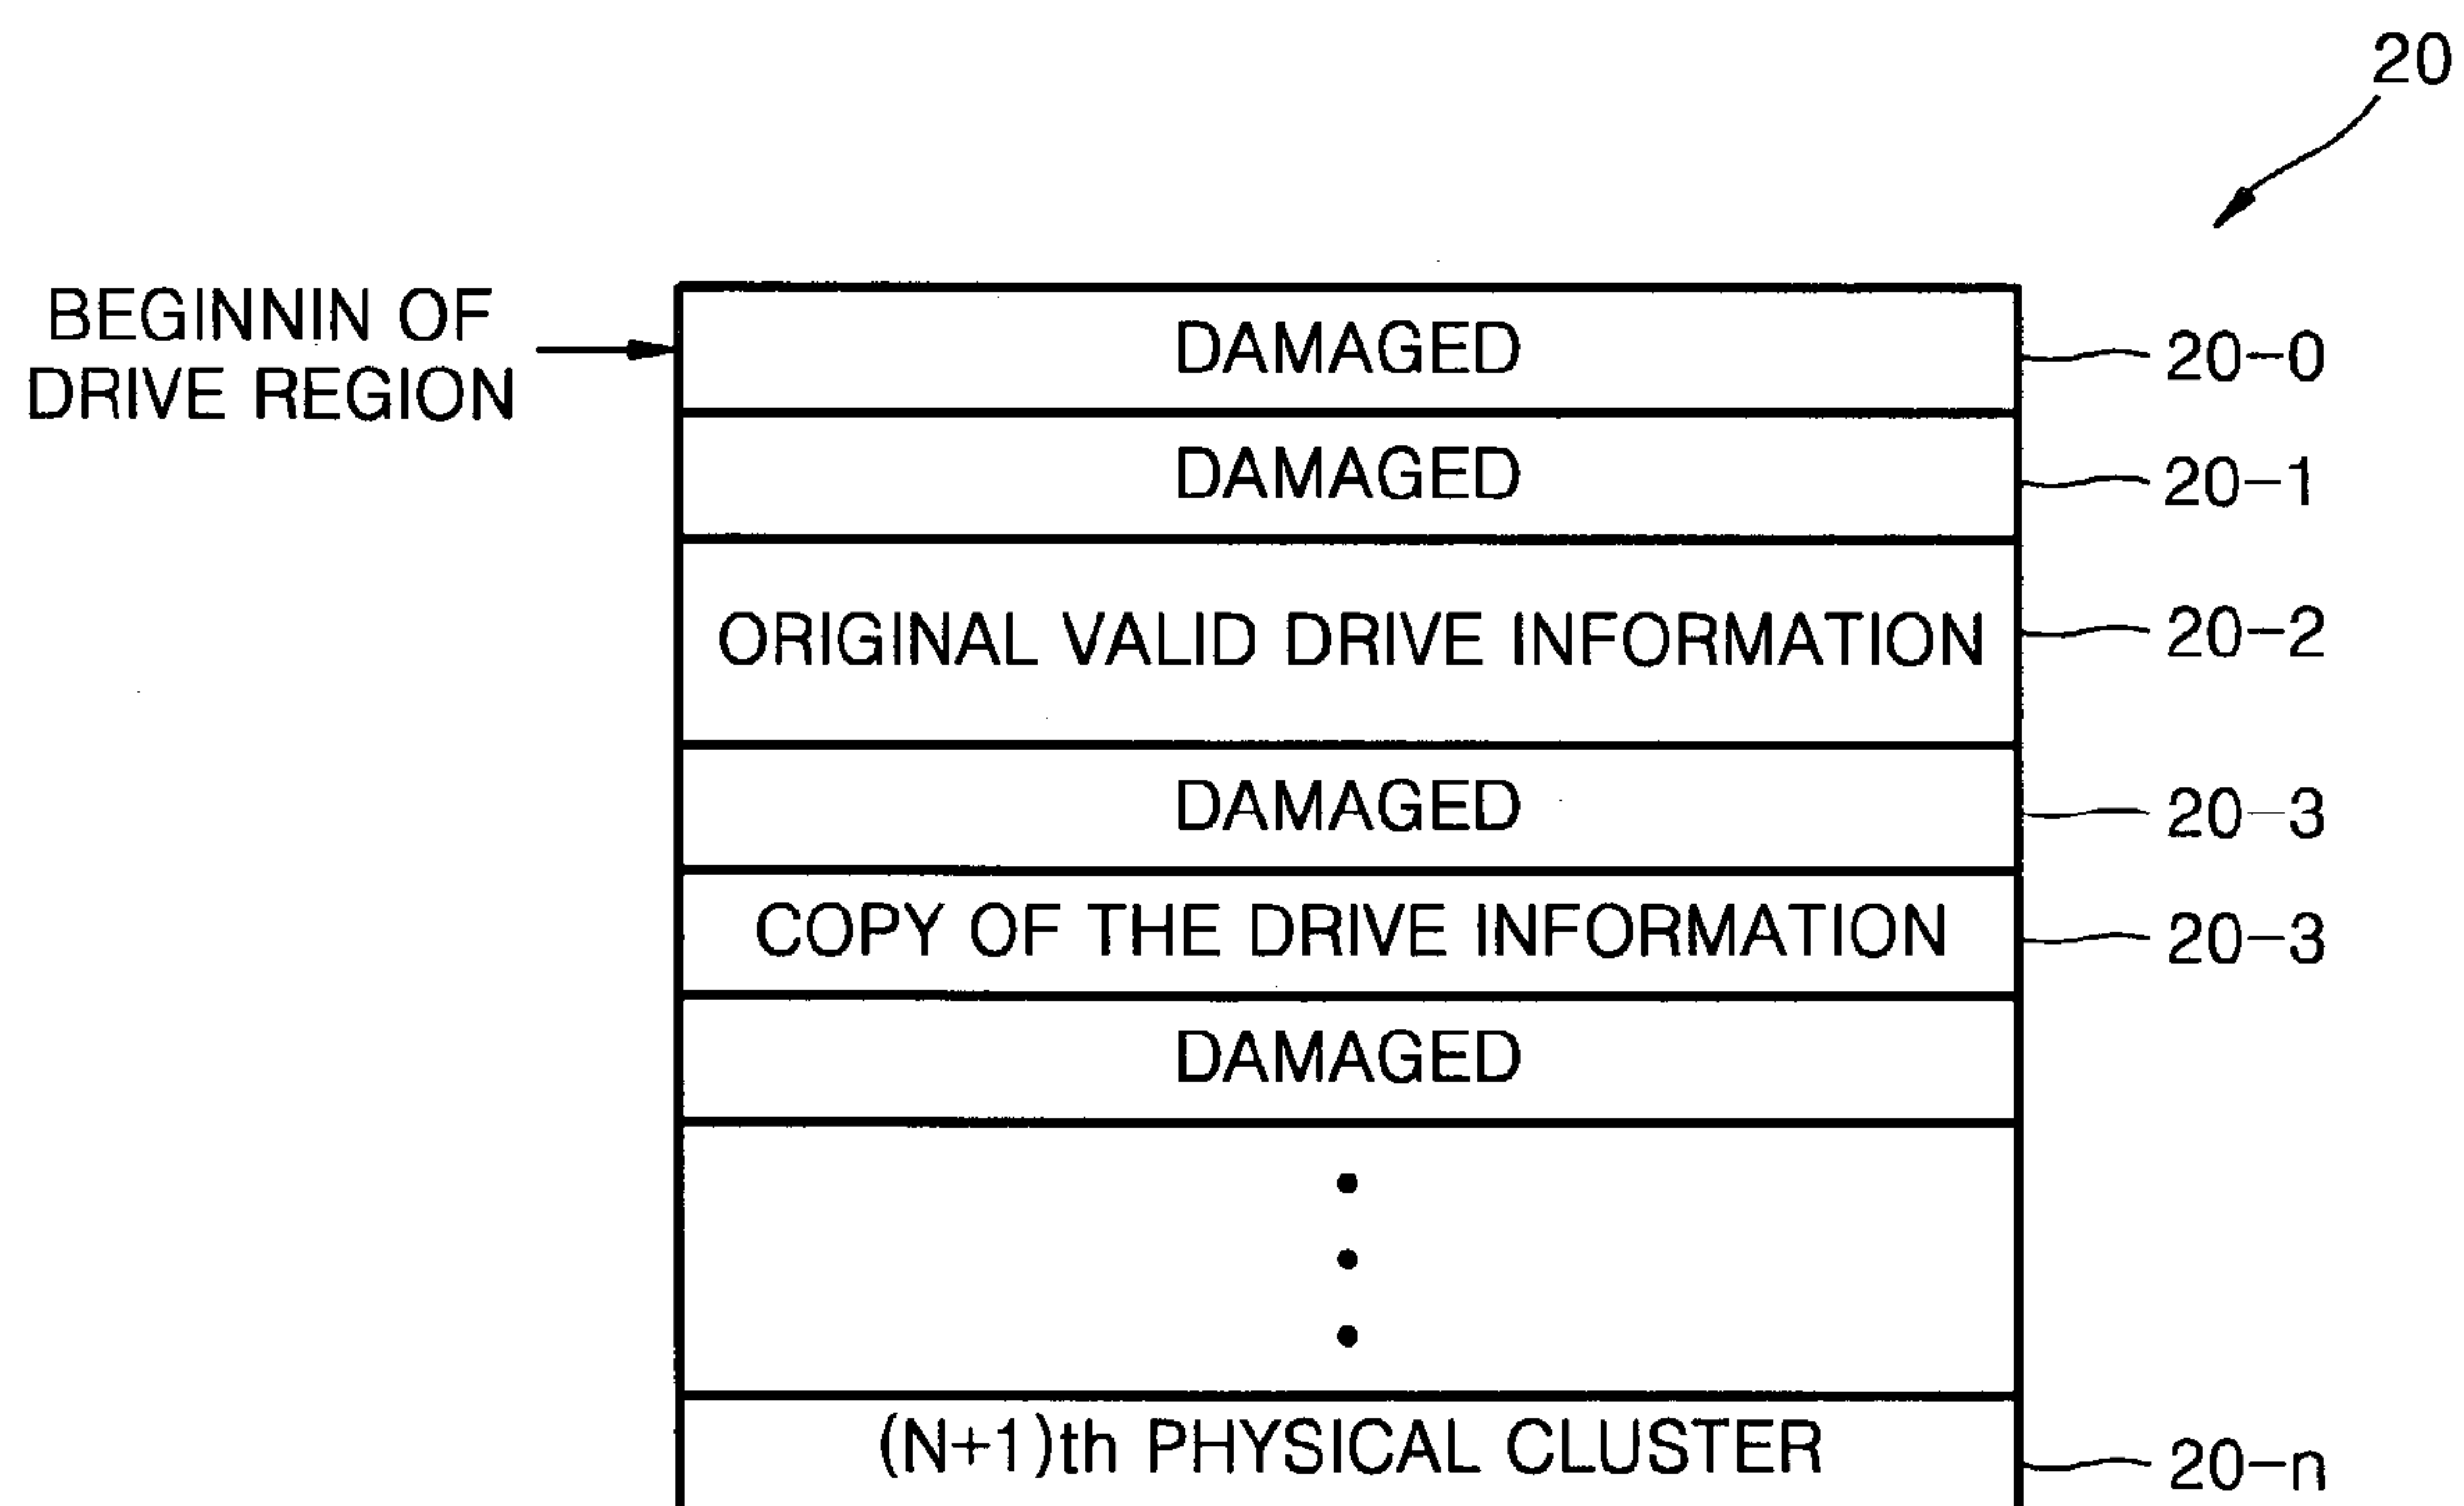 20
BEGINNIN OF
DRIVE REGION
DAMAGED
20-0
DAMAGED
20-1
ORIGINAL VALID DRIVE INFORMATION
20-2
DAMAGED
20-3
COPY OF THE DRIVE INFORMATION
20-3
DAMAGED
(N+1)th PHYSICAL CLUSTER
20-n